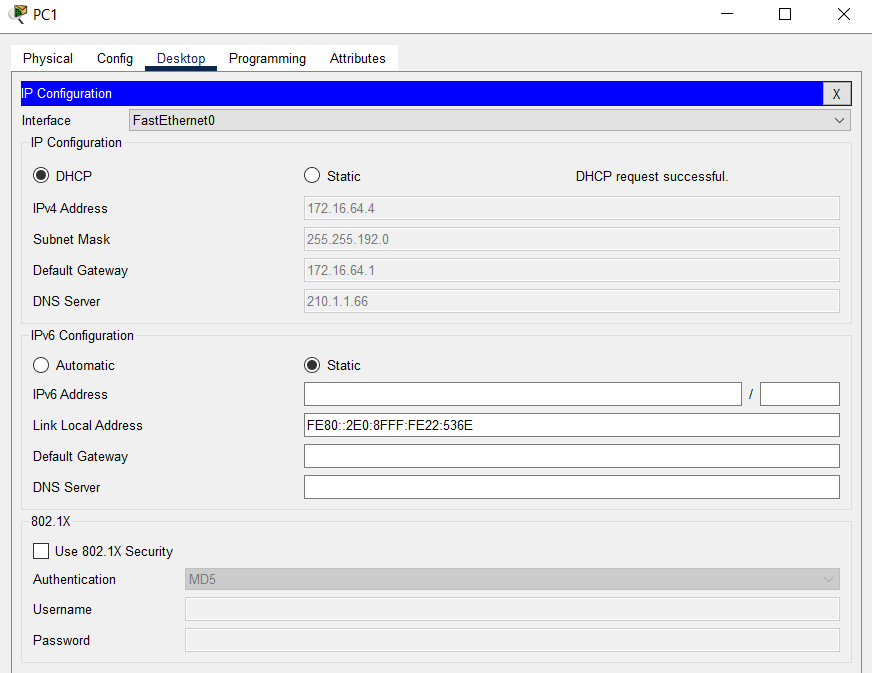 PC1
Physical Config Desktop Programming Attributes
IP Configuration X
Interface FastEthernet0
IP Configuration
DHCP Static DHCP request successful.
IPv4 Address 172.16.64.4
Subnet Mask 255.255.192.0
Default Gateway 172.16.64.1
DNS Server 210.1.1.66
IPv6 Configuration
Automatic Static
IPv6 Address /
Link Local Address FE80::2E0:8FFF:FE22:536E
Default Gateway
DNS Server
802.1X
Use 802.1X Security
Authentication MD5
Username
Password